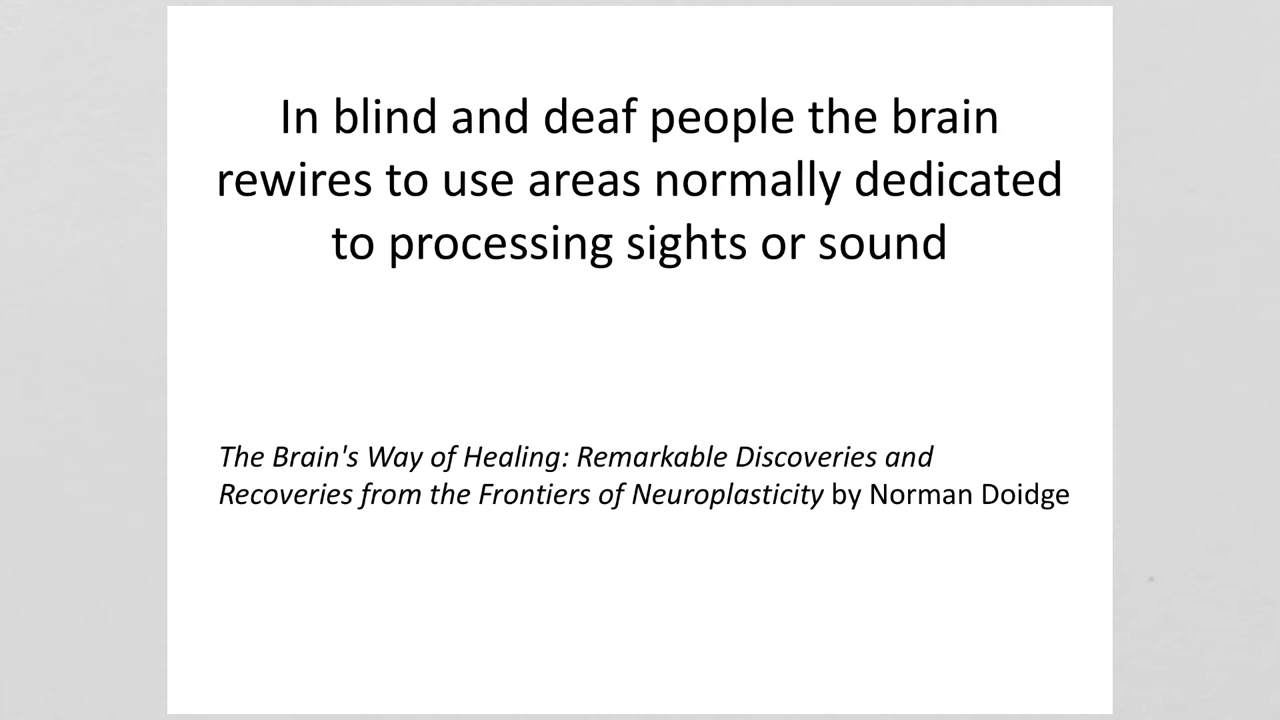 In blind and deaf people the brain
rewires to use areas normally dedicated
to processing sights or sound
The Brain's Way of Healing: Remarkable Discoveries and
Recoveries from the Frontiers of Neuroplasticity by Norman Doidge